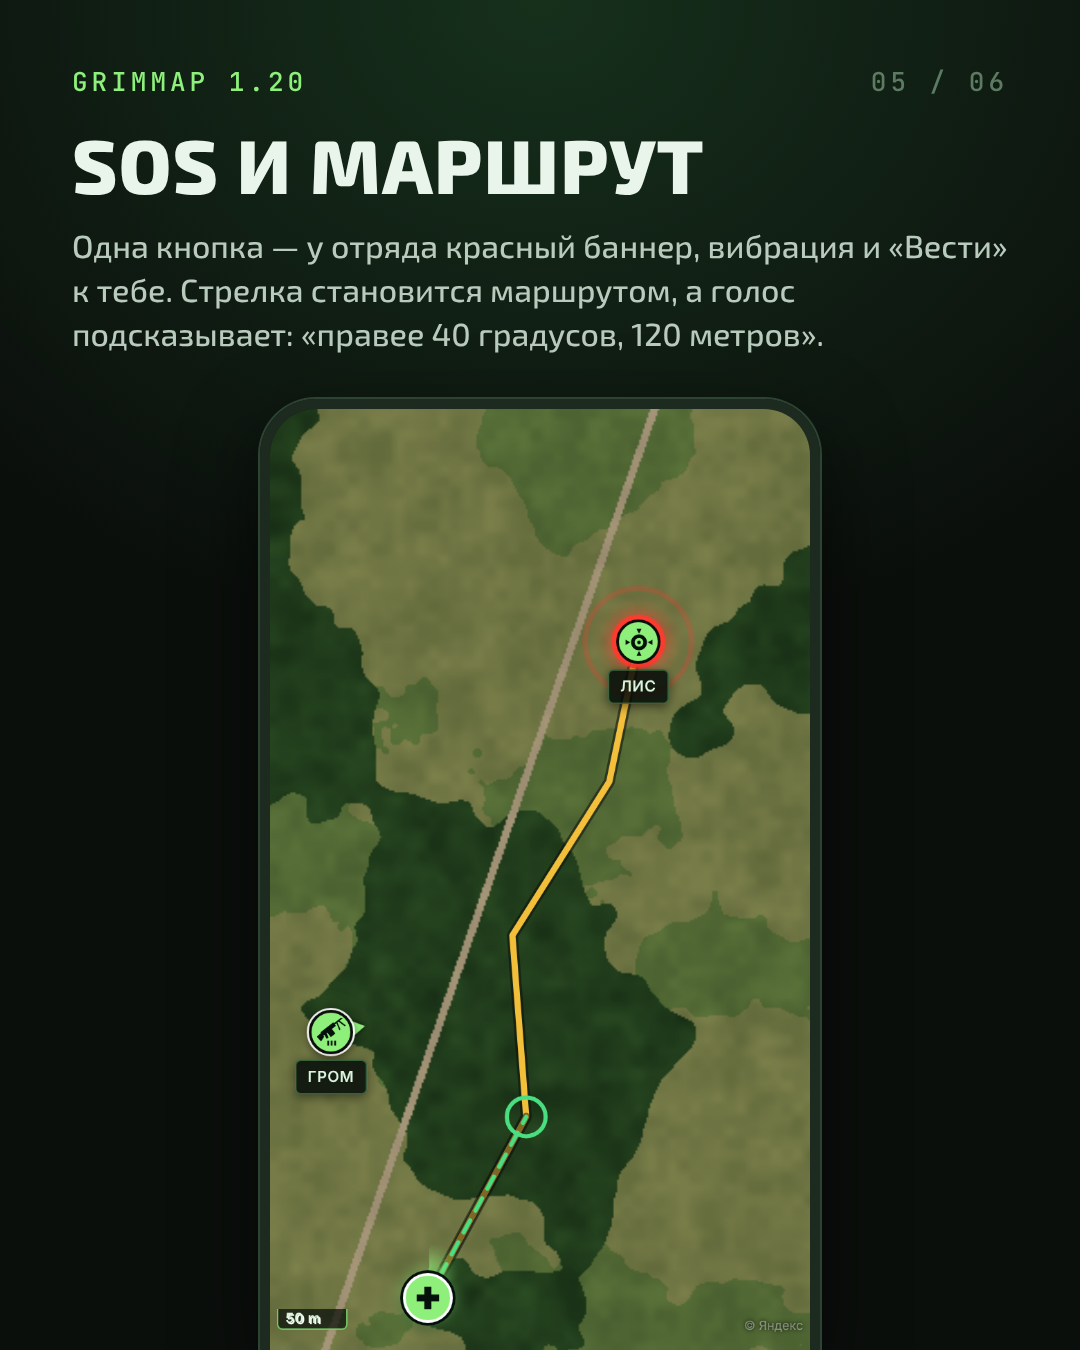 GRIMMAP 1.20
05 / 06
SOS И МАРШРУТ
Одна кнопка — у отряда красный баннер, вибрация и «Вести»
к тебе. Стрелка становится маршрутом, а голос
подсказывает: «правее 40 градусов, 120 метров».
ЛИС
ГРОМ
50 m
© Яндекс